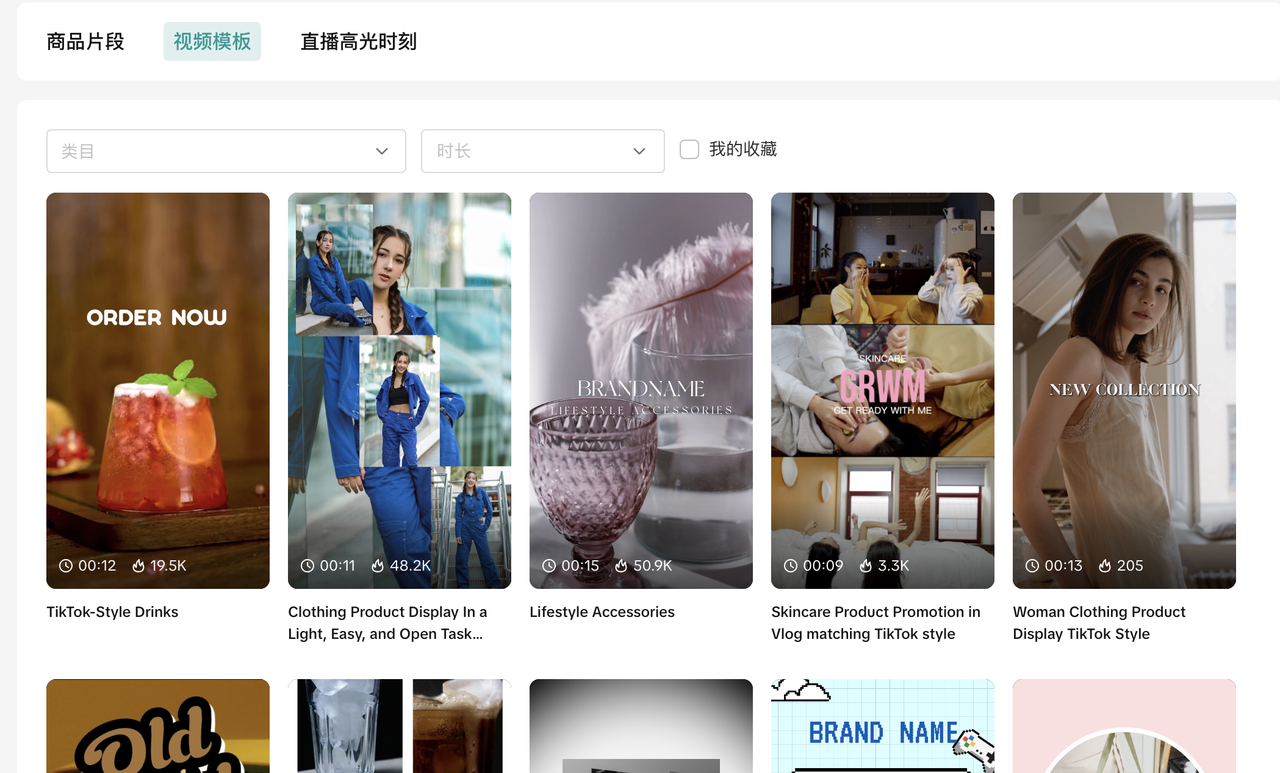 商品片段
视频模板
直播高光时刻
类目
时长
我的收藏
ORDER NOW
00:12
19.5K
TikTok-Style Drinks
00:11
48.2K
Clothing Product Display In a
Light, Easy, and Open Task...
BRANDNAME
LIFESTYLE ACCESSORIES
00:15
50.9K
Lifestyle Accessories
SKINCARE
GRWM
GET READY WITH ME
00:09
3.3K
Skincare Product Promotion in
Vlog matching TikTok style
NEW COLLECTION
00:13
205
Woman Clothing Product
Display TikTok Style
Old
BRAND NAME